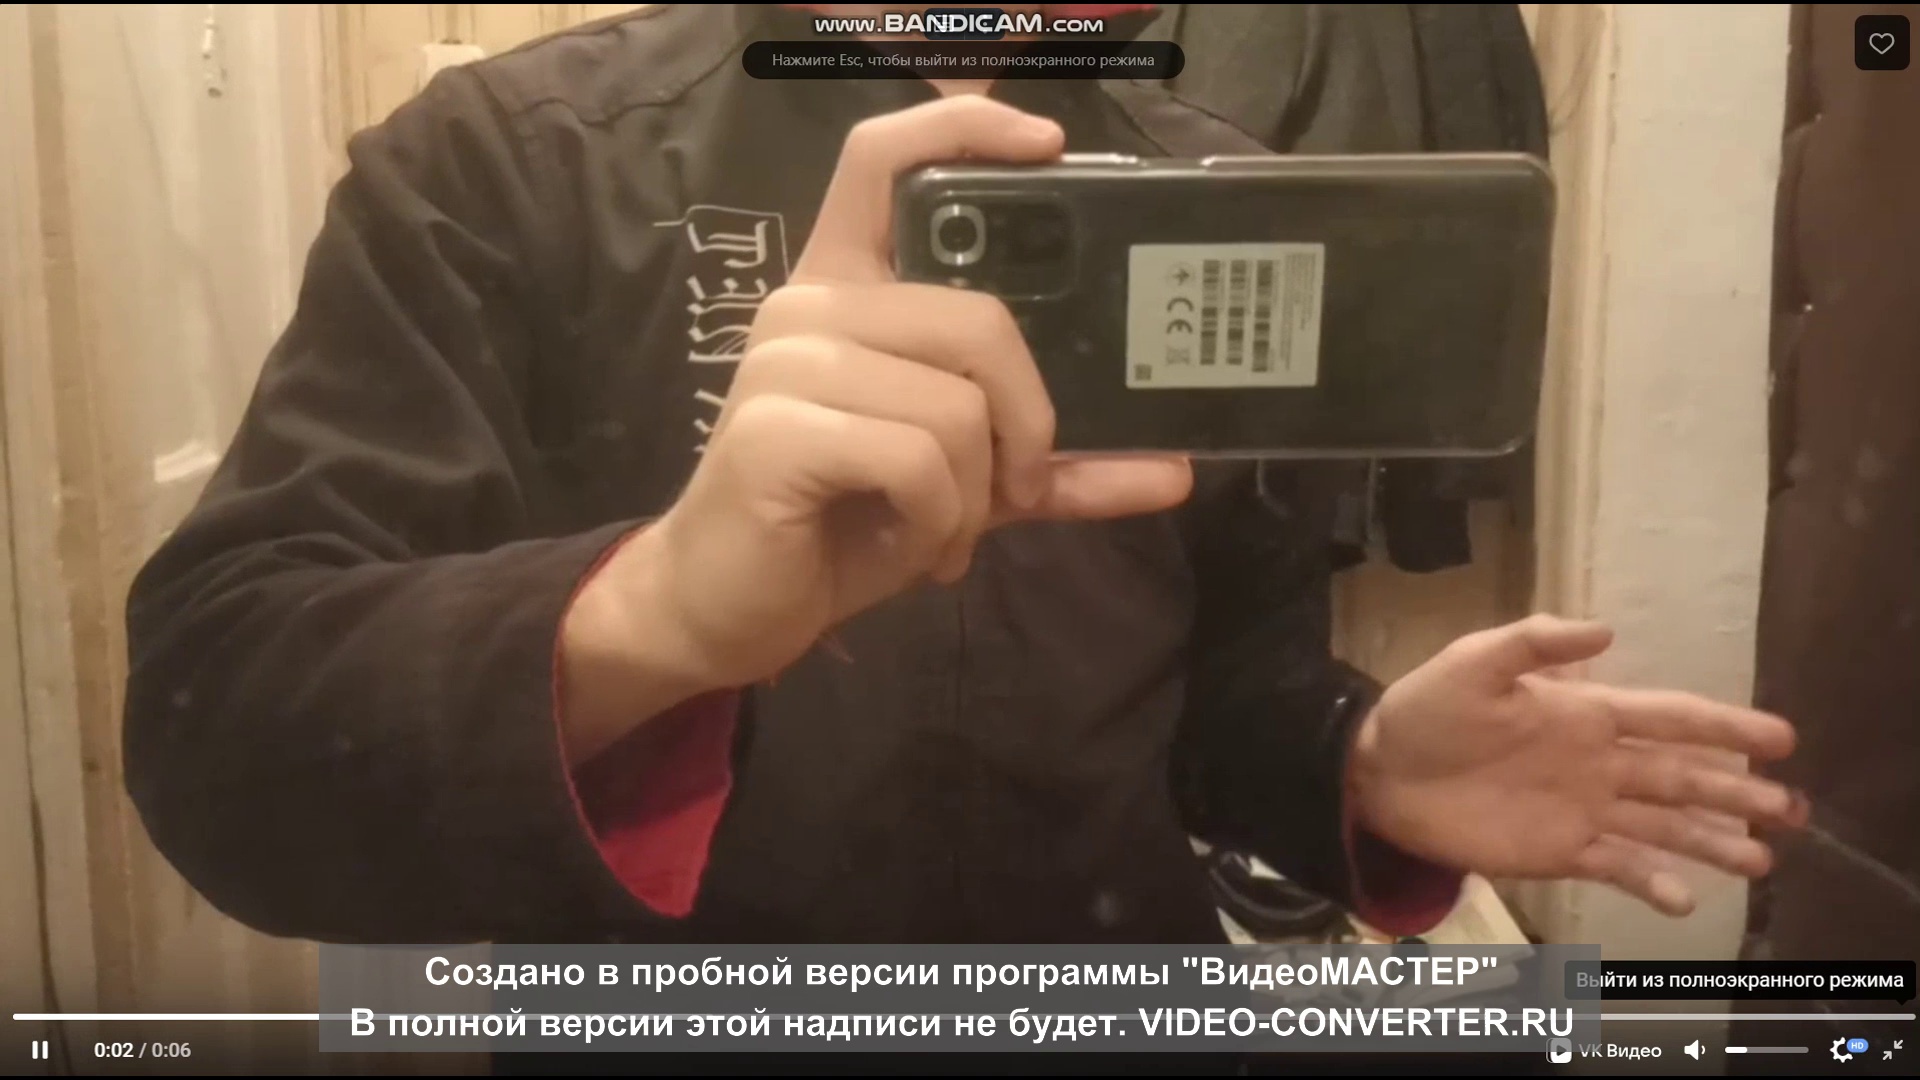 www.BANDICAM.com
Нажмите Esc, чтобы выйти из полноэкранного режима
CE
Создано в пробной версии программы "ВидеоМАСТЕР"
Выйти из полноэкранного режима
В полной версии этой надписи не будет. VIDEO-CONVERTER.RU
0:02 / 0:06
VK Видео
HD